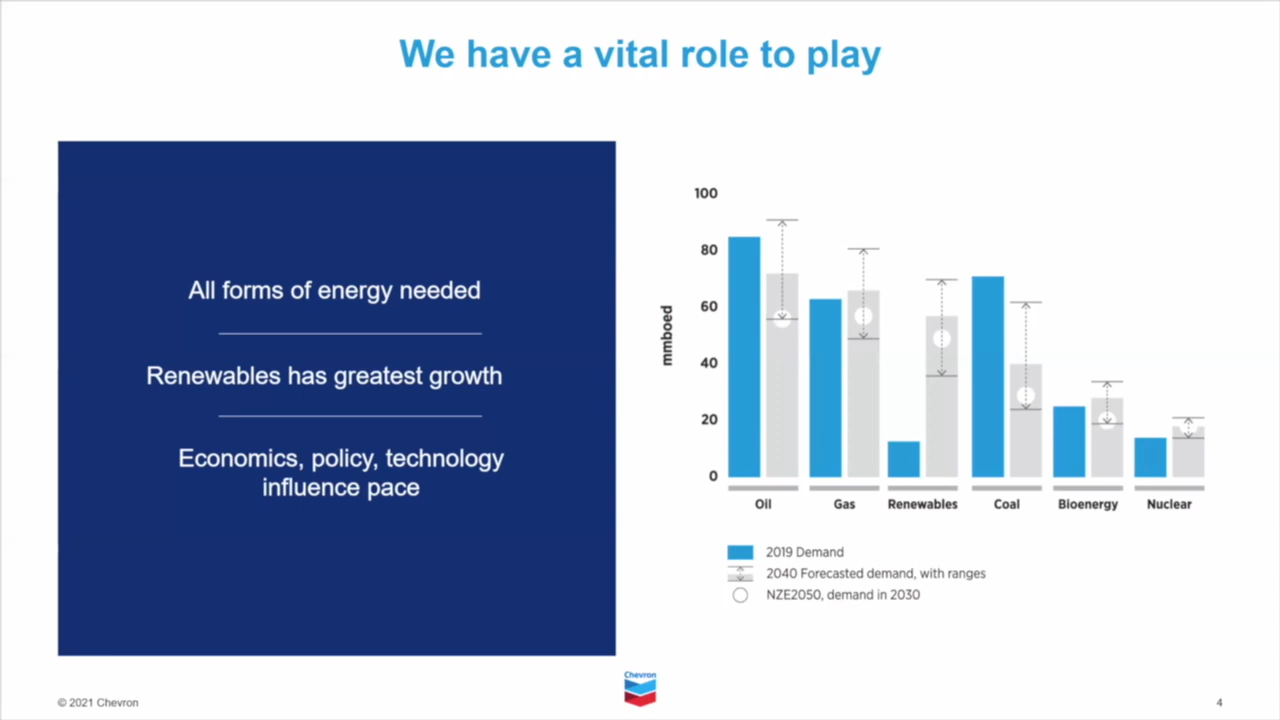 We have a vital role to play
All forms of energy needed
Renewables has greatest growth
Economics, policy, technology
influence pace
100
80
60
40
20
0
mmboed
Oil
Gas
Renewables
Coal
Bioenergy
Nuclear
2019 Demand
2040 Forecasted demand, with ranges
NZE2050, demand in 2030
© 2021 Chevron
Chevron
4